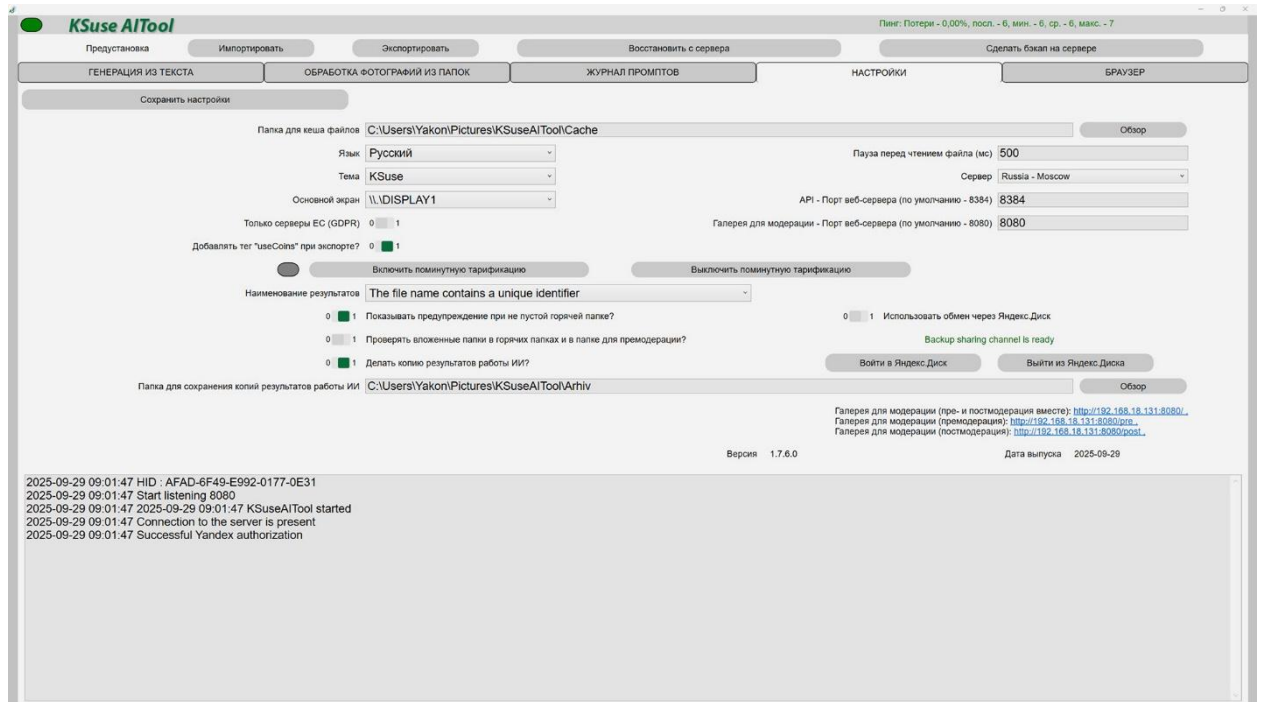 KSuse AITool
Пинг: Потери - 0,00%, посл. - 6, мин. - 6, ср. - 6, макс. - 7
Предустановка Импортировать Экспортировать Восстановить с сервера Сделать бэкап на сервере
ГЕНЕРАЦИЯ ИЗ ТЕКСТА ОБРАБОТКА ФОТОГРАФИЙ ИЗ ПАПОК ЖУРНАЛ ПРОМПТОВ НАСТРОЙКИ БРАУЗЕР
Сохранить настройки
Папка для кеша файлов C:\Users\Yakon\Pictures\KSuseAITool\Cache Обзор
Язык Русский Пауза перед чтением файла (мс) 500
Тема KSuse Сервер Russia - Moscow
Основной экран \\.\DISPLAY1 API - Порт веб-сервера (по умолчанию - 8384) 8384
Только серверы ЕС (GDPR) 0 1 Галерея для модерации - Порт веб-сервера (по умолчанию - 8080) 8080
Добавлять тег "useCoins" при экспорте? 0 1
Включить поминутную тарификацию Выключить поминутную тарификацию
Наименование результатов The file name contains a unique identifier
0 1 Показывать предупреждение при не пустой горячей папке? 0 1 Использовать обмен через Яндекс.Диск
0 1 Проверять вложенные папки в горячих папках и в папке для премодерации? Backup sharing channel is ready
0 1 Делать копию результатов работы ИИ? Войти в Яндекс.Диск Выйти из Яндекс.Диска
Папка для сохранения копий результатов работы ИИ C:\Users\Yakon\Pictures\KSuseAITool\Arhiv Обзор
Галерея для модерации (пре- и постмодерация вместе): http://192.168.18.131:8080/ .
Галерея для модерации (премодерация): http://192.168.18.131:8080/pre .
Галерея для модерации (постмодерация): http://192.168.18.131:8080/post .
Версия 1.7.6.0 Дата выпуска 2025-09-29
2025-09-29 09:01:47 HID : AFAD-6F49-E992-0177-0E31
2025-09-29 09:01:47 Start listening 8080
2025-09-29 09:01:47 2025-09-29 09:01:47 KSuseAITool started
2025-09-29 09:01:47 Connection to the server is present
2025-09-29 09:01:47 Successful Yandex authorization